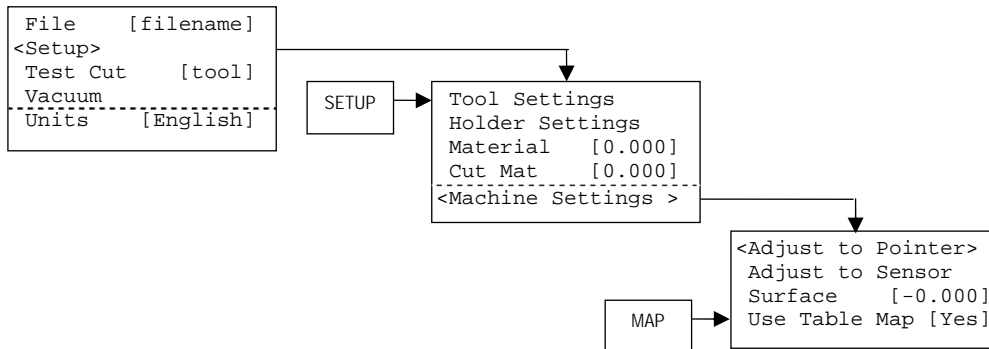 File [filename]
<Setup>
Test Cut [tool]
Vacuum
Units [English]
SETUP
Tool Settings
Holder Settings
Material [0.000]
Cut Mat [0.000]
<Machine Settings >
MAP
<Adjust to Pointer>
Adjust to Sensor
Surface [-0.000]
Use Table Map [Yes]